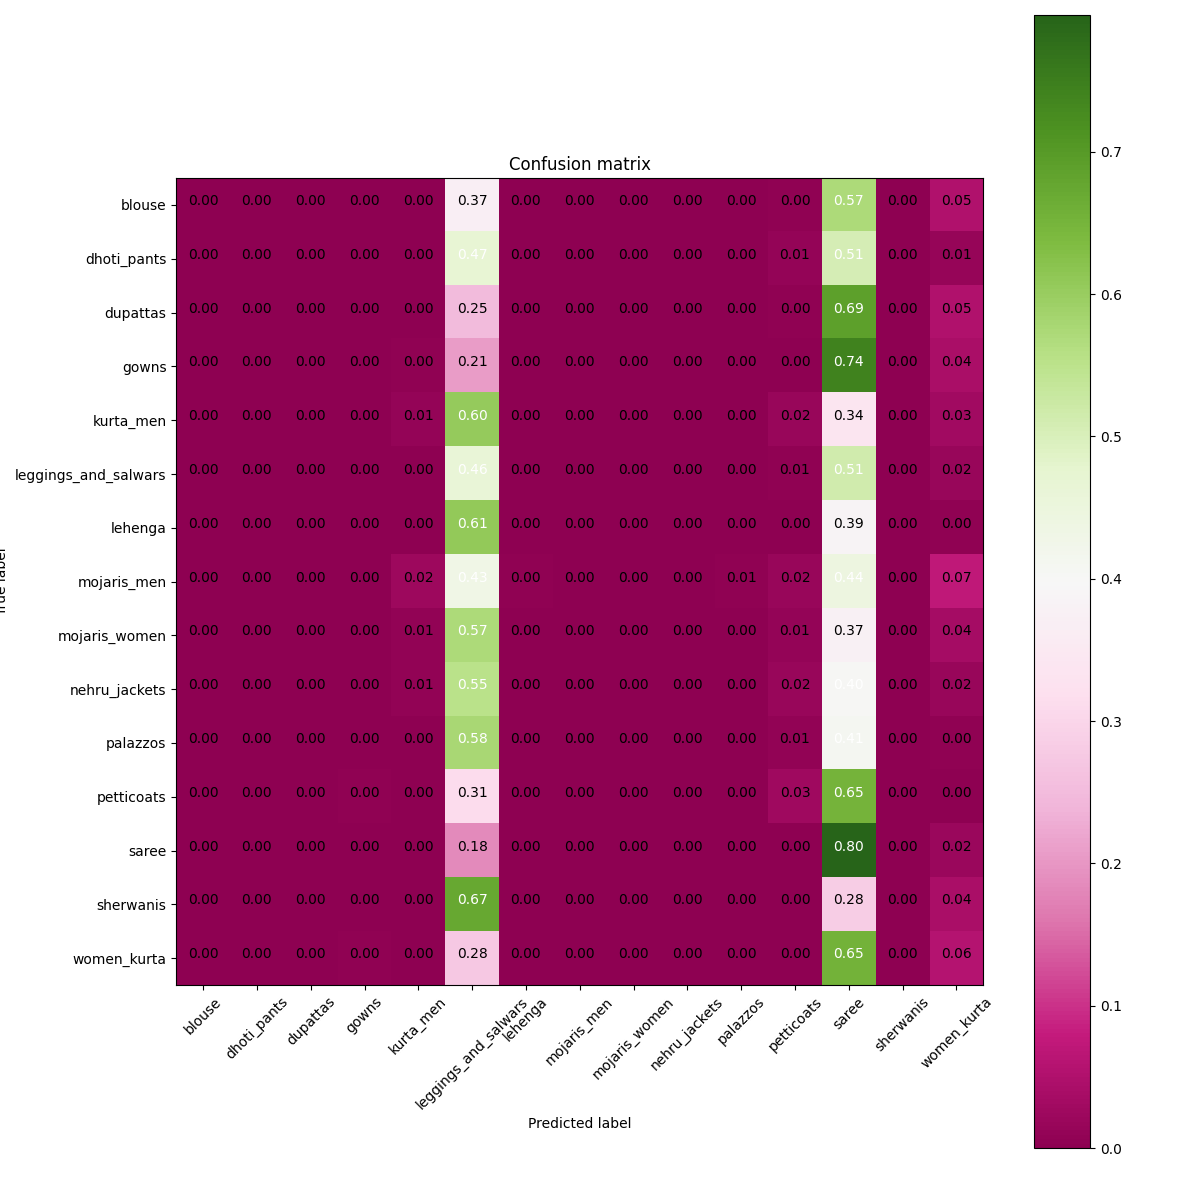 Confusion matrix
blouse 0.00 0.00 0.00 0.00 0.00 0.37 0.00 0.00 0.00 0.00 0.00 0.00 0.57 0.00 0.05
dhoti_pants 0.00 0.00 0.00 0.00 0.00 0.47 0.00 0.00 0.00 0.00 0.00 0.01 0.51 0.00 0.01
dupattas 0.00 0.00 0.00 0.00 0.00 0.25 0.00 0.00 0.00 0.00 0.00 0.00 0.69 0.00 0.05
gowns 0.00 0.00 0.00 0.00 0.00 0.21 0.00 0.00 0.00 0.00 0.00 0.00 0.74 0.00 0.04
kurta_men 0.00 0.00 0.00 0.00 0.01 0.60 0.00 0.00 0.00 0.00 0.00 0.02 0.34 0.00 0.03
leggings_and_salwars 0.00 0.00 0.00 0.00 0.00 0.46 0.00 0.00 0.00 0.00 0.00 0.01 0.51 0.00 0.02
lehenga 0.00 0.00 0.00 0.00 0.00 0.61 0.00 0.00 0.00 0.00 0.00 0.00 0.39 0.00 0.00
mojaris_men 0.00 0.00 0.00 0.00 0.02 0.43 0.00 0.00 0.00 0.00 0.01 0.02 0.44 0.00 0.07
mojaris_women 0.00 0.00 0.00 0.00 0.01 0.57 0.00 0.00 0.00 0.00 0.00 0.01 0.37 0.00 0.04
nehru_jackets 0.00 0.00 0.00 0.00 0.01 0.55 0.00 0.00 0.00 0.00 0.00 0.02 0.40 0.00 0.02
palazzos 0.00 0.00 0.00 0.00 0.00 0.58 0.00 0.00 0.00 0.00 0.00 0.01 0.41 0.00 0.00
petticoats 0.00 0.00 0.00 0.00 0.00 0.31 0.00 0.00 0.00 0.00 0.00 0.03 0.65 0.00 0.00
saree 0.00 0.00 0.00 0.00 0.00 0.18 0.00 0.00 0.00 0.00 0.00 0.00 0.80 0.00 0.02
sherwanis 0.00 0.00 0.00 0.00 0.00 0.67 0.00 0.00 0.00 0.00 0.00 0.00 0.28 0.00 0.04
women_kurta 0.00 0.00 0.00 0.00 0.00 0.28 0.00 0.00 0.00 0.00 0.00 0.00 0.65 0.00 0.06
blouse dhoti_pants dupattas gowns kurta_men leggings_and_salwars lehenga mojaris_men mojaris_women nehru_jackets palazzos petticoats saree sherwanis women_kurta
Predicted label
0.7
0.6
0.5
0.4
0.3
0.2
0.1
0.0